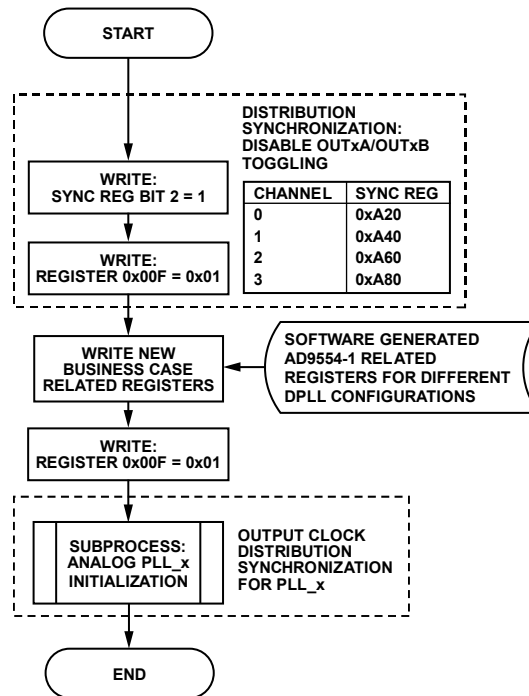 START
DISTRIBUTION
SYNCHRONIZATION:
DISABLE OUTxA/OUTxB
TOGGLING
WRITE:
SYNC REG BIT 2 = 1
CHANNEL SYNC REG
0 0xA20
1 0xA40
2 0xA60
3 0xA80
WRITE:
REGISTER 0x00F = 0x01
WRITE NEW
BUSINESS CASE
RELATED REGISTERS
SOFTWARE GENERATED
AD9554-1 RELATED
REGISTERS FOR DIFFERENT
DPLL CONFIGURATIONS
WRITE:
REGISTER 0x00F = 0x01
SUBPROCESS:
ANALOG PLL_x
INITIALIZATION
OUTPUT CLOCK
DISTRIBUTION
SYNCHRONIZATION
FOR PLL_x
END